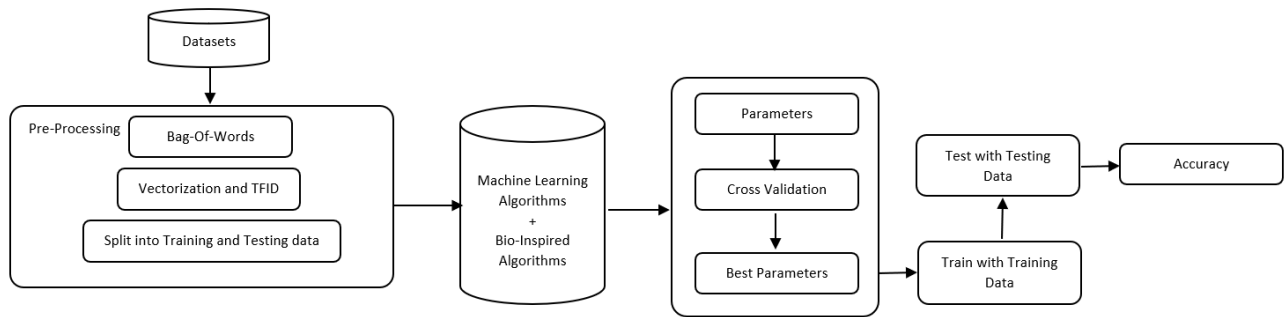 Datasets
Pre-Processing
Bag-Of-Words
Vectorization and TFID
Split into Training and Testing data
Machine Learning
Algorithms
+
Bio-Inspired
Algorithms
Parameters
Cross Validation
Best Parameters
Train with Training
Data
Test with Testing
Data
Accuracy